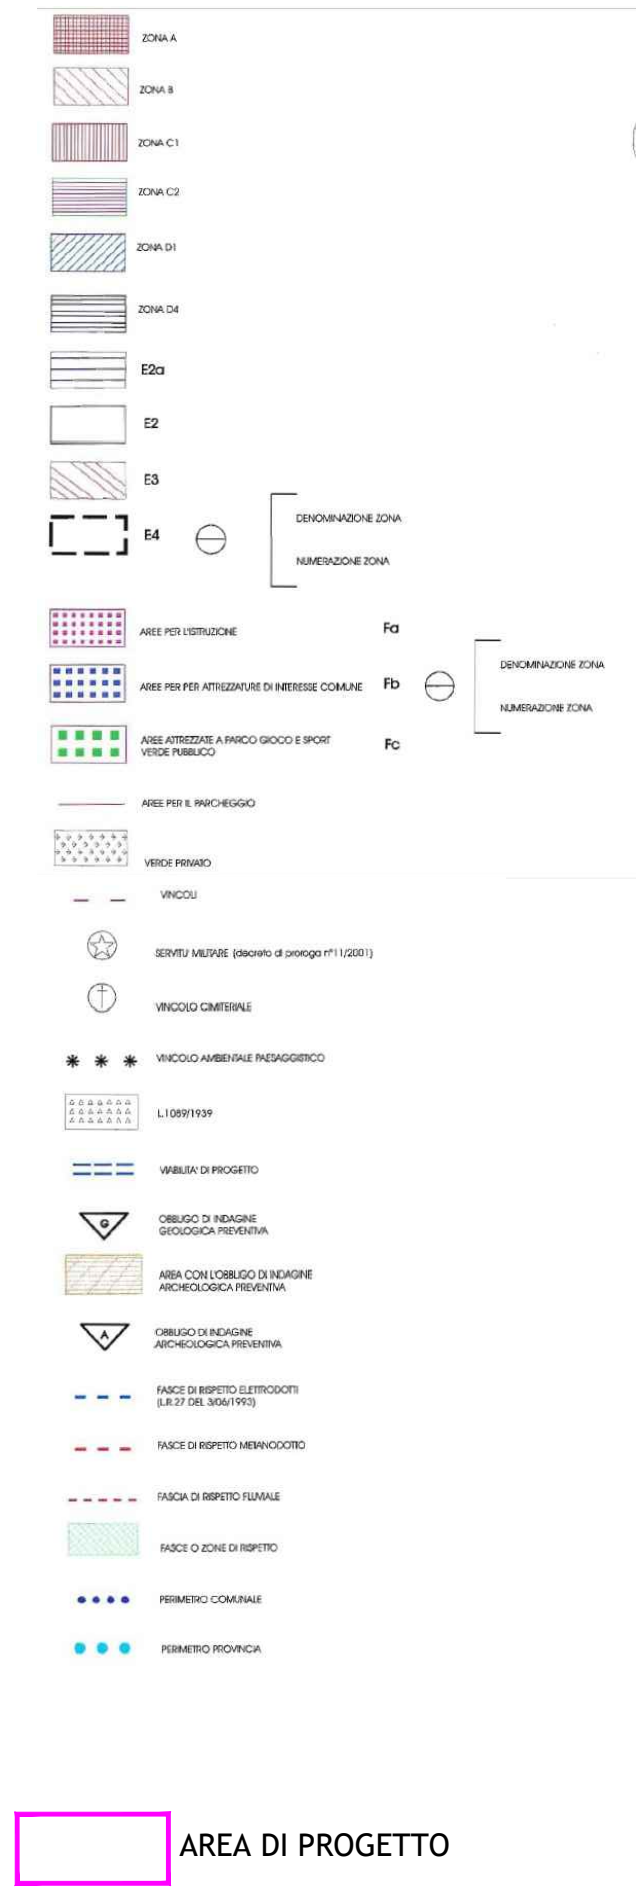 ZONA A
ZONA B
ZONA C1
ZONA C2
ZONA D1
ZONA D4
E2a
E2
E3
E4
DENOMINAZIONE ZONA
NUMERAZIONE ZONA
AREE PER L'ISTRUZIONE Fa
DENOMINAZIONE ZONA
AREE PER PER ATTREZZATURE DI INTERESSE COMUNE Fb
NUMERAZIONE ZONA
AREE ATTREZZATE A PARCO GIOCO E SPORT
VERDE PUBBLICO
Fc
AREE PER IL PARCHEGGIO
VERDE PRIVATO
VINCOLI
SERVITU' MILITARE (decreto di proroga n°11/2001)
VINCOLO CIMITERIALE
VINCOLO AMBIENTALE PAESAGGISTICO
L.1089/1939
VIABILITA' DI PROGETTO
G
OBBLIGO DI INDAGINE
GEOLOGICA PREVENTIVA
AREA CON L'OBBLIGO DI INDAGINE
ARCHEOLOGICA PREVENTIVA
A
OBBLIGO DI INDAGINE
ARCHEOLOGICA PREVENTIVA
FASCE DI RISPETTO ELETTRODOTTI
(L.R.27 DEL 3/06/1993)
FASCE DI RISPETTO METANODOTTO
FASCIA DI RISPETTO FLUVIALE
FASCE O ZONE DI RISPETTO
PERIMETRO COMUNALE
PERIMETRO PROVINCIA
AREA DI PROGETTO